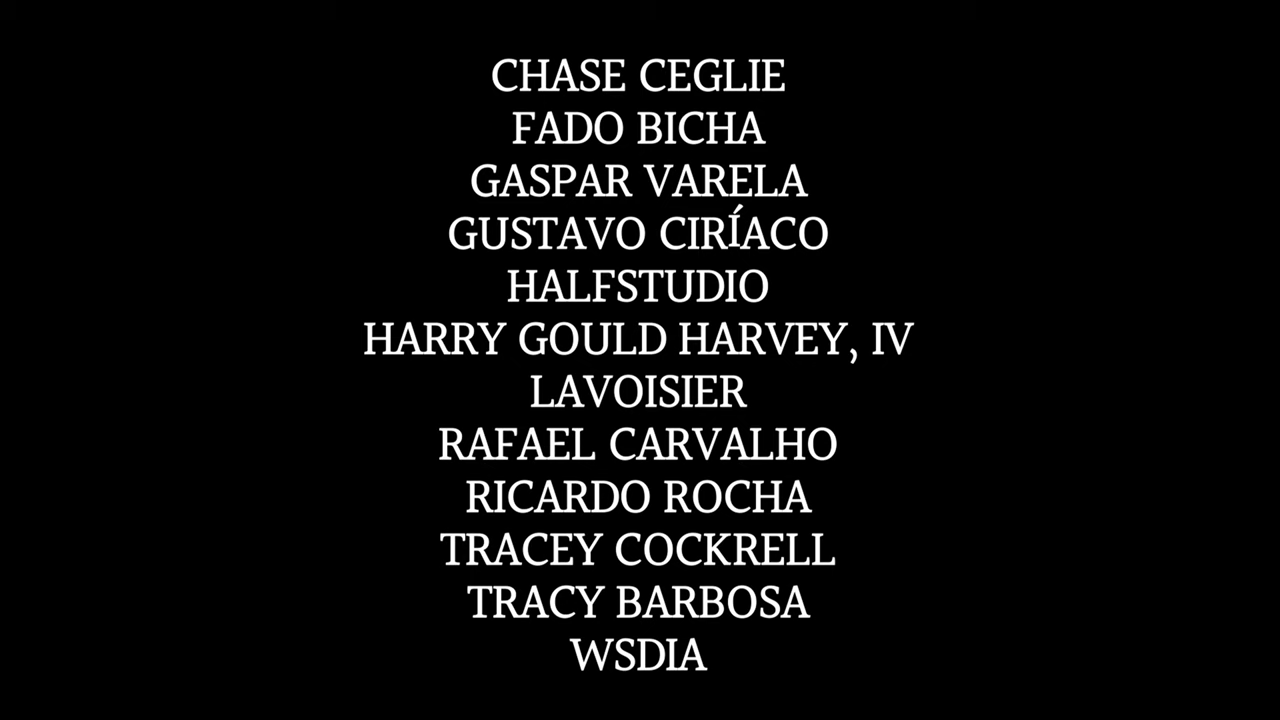 CHASE CEGLIE
FADO BICHA
GASPAR VARELA
GUSTAVO CIRÍACO
HALFSTUDIO
HARRY GOULD HARVEY, IV
LAVOISIER
RAFAEL CARVALHO
RICARDO ROCHA
TRACEY COCKRELL
TRACY BARBOSA
WSDIA